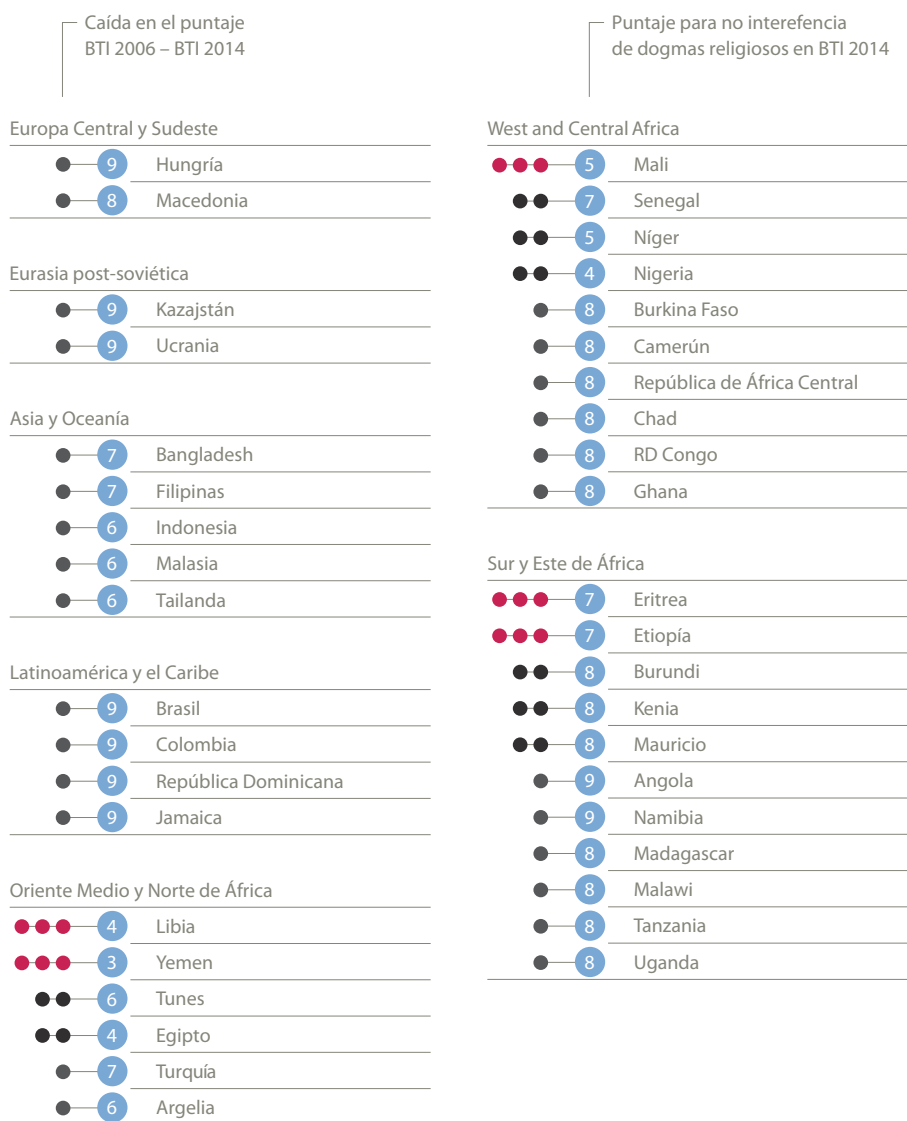 Caída en el puntaje
BTI 2006 – BTI 2014
Puntaje para no interefencia
de dogmas religiosos en BTI 2014
Europa Central y Sudeste
9 Hungría
8 Macedonia
Eurasia post-soviética
9 Kazajstán
9 Ucrania
Asia y Oceanía
7 Bangladesh
7 Filipinas
6 Indonesia
6 Malasia
6 Tailanda
Latinoamérica y el Caribe
9 Brasil
9 Colombia
9 República Dominicana
9 Jamaica
Oriente Medio y Norte de África
4 Libia
3 Yemen
6 Tunes
4 Egipto
7 Turquía
6 Argelia
West and Central Africa
5 Mali
7 Senegal
5 Níger
4 Nigeria
8 Burkina Faso
8 Camerún
8 República de África Central
8 Chad
8 RD Congo
8 Ghana
Sur y Este de África
7 Eritrea
7 Etiopía
8 Burundi
8 Kenia
8 Mauricio
9 Angola
9 Namibia
8 Madagascar
8 Malawi
8 Tanzania
8 Uganda